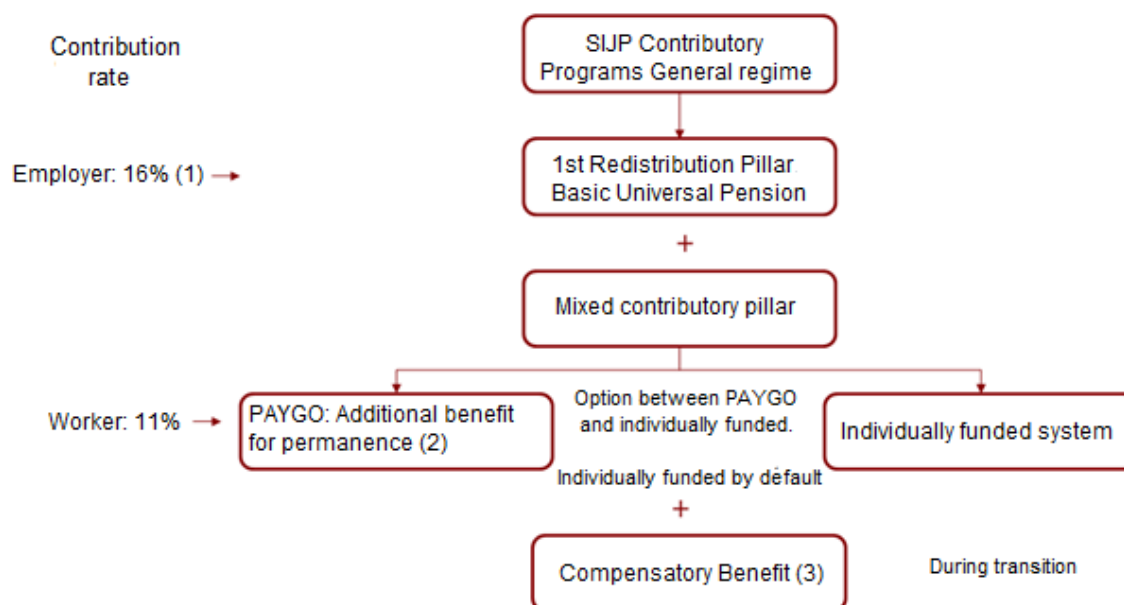 Contribution
rate
SIJP Contributory
Programs General regime
Employer: 16% (1)
1st Redistribution Pillar
Basic Universal Pension
+
Mixed contributory pillar
Worker: 11%
PAYGO: Additional benefit
for permanence (2)
Option between PAYGO
and individually funded.
Individually funded by default
Individually funded system
+
Compensatory Benefit (3)
During transition